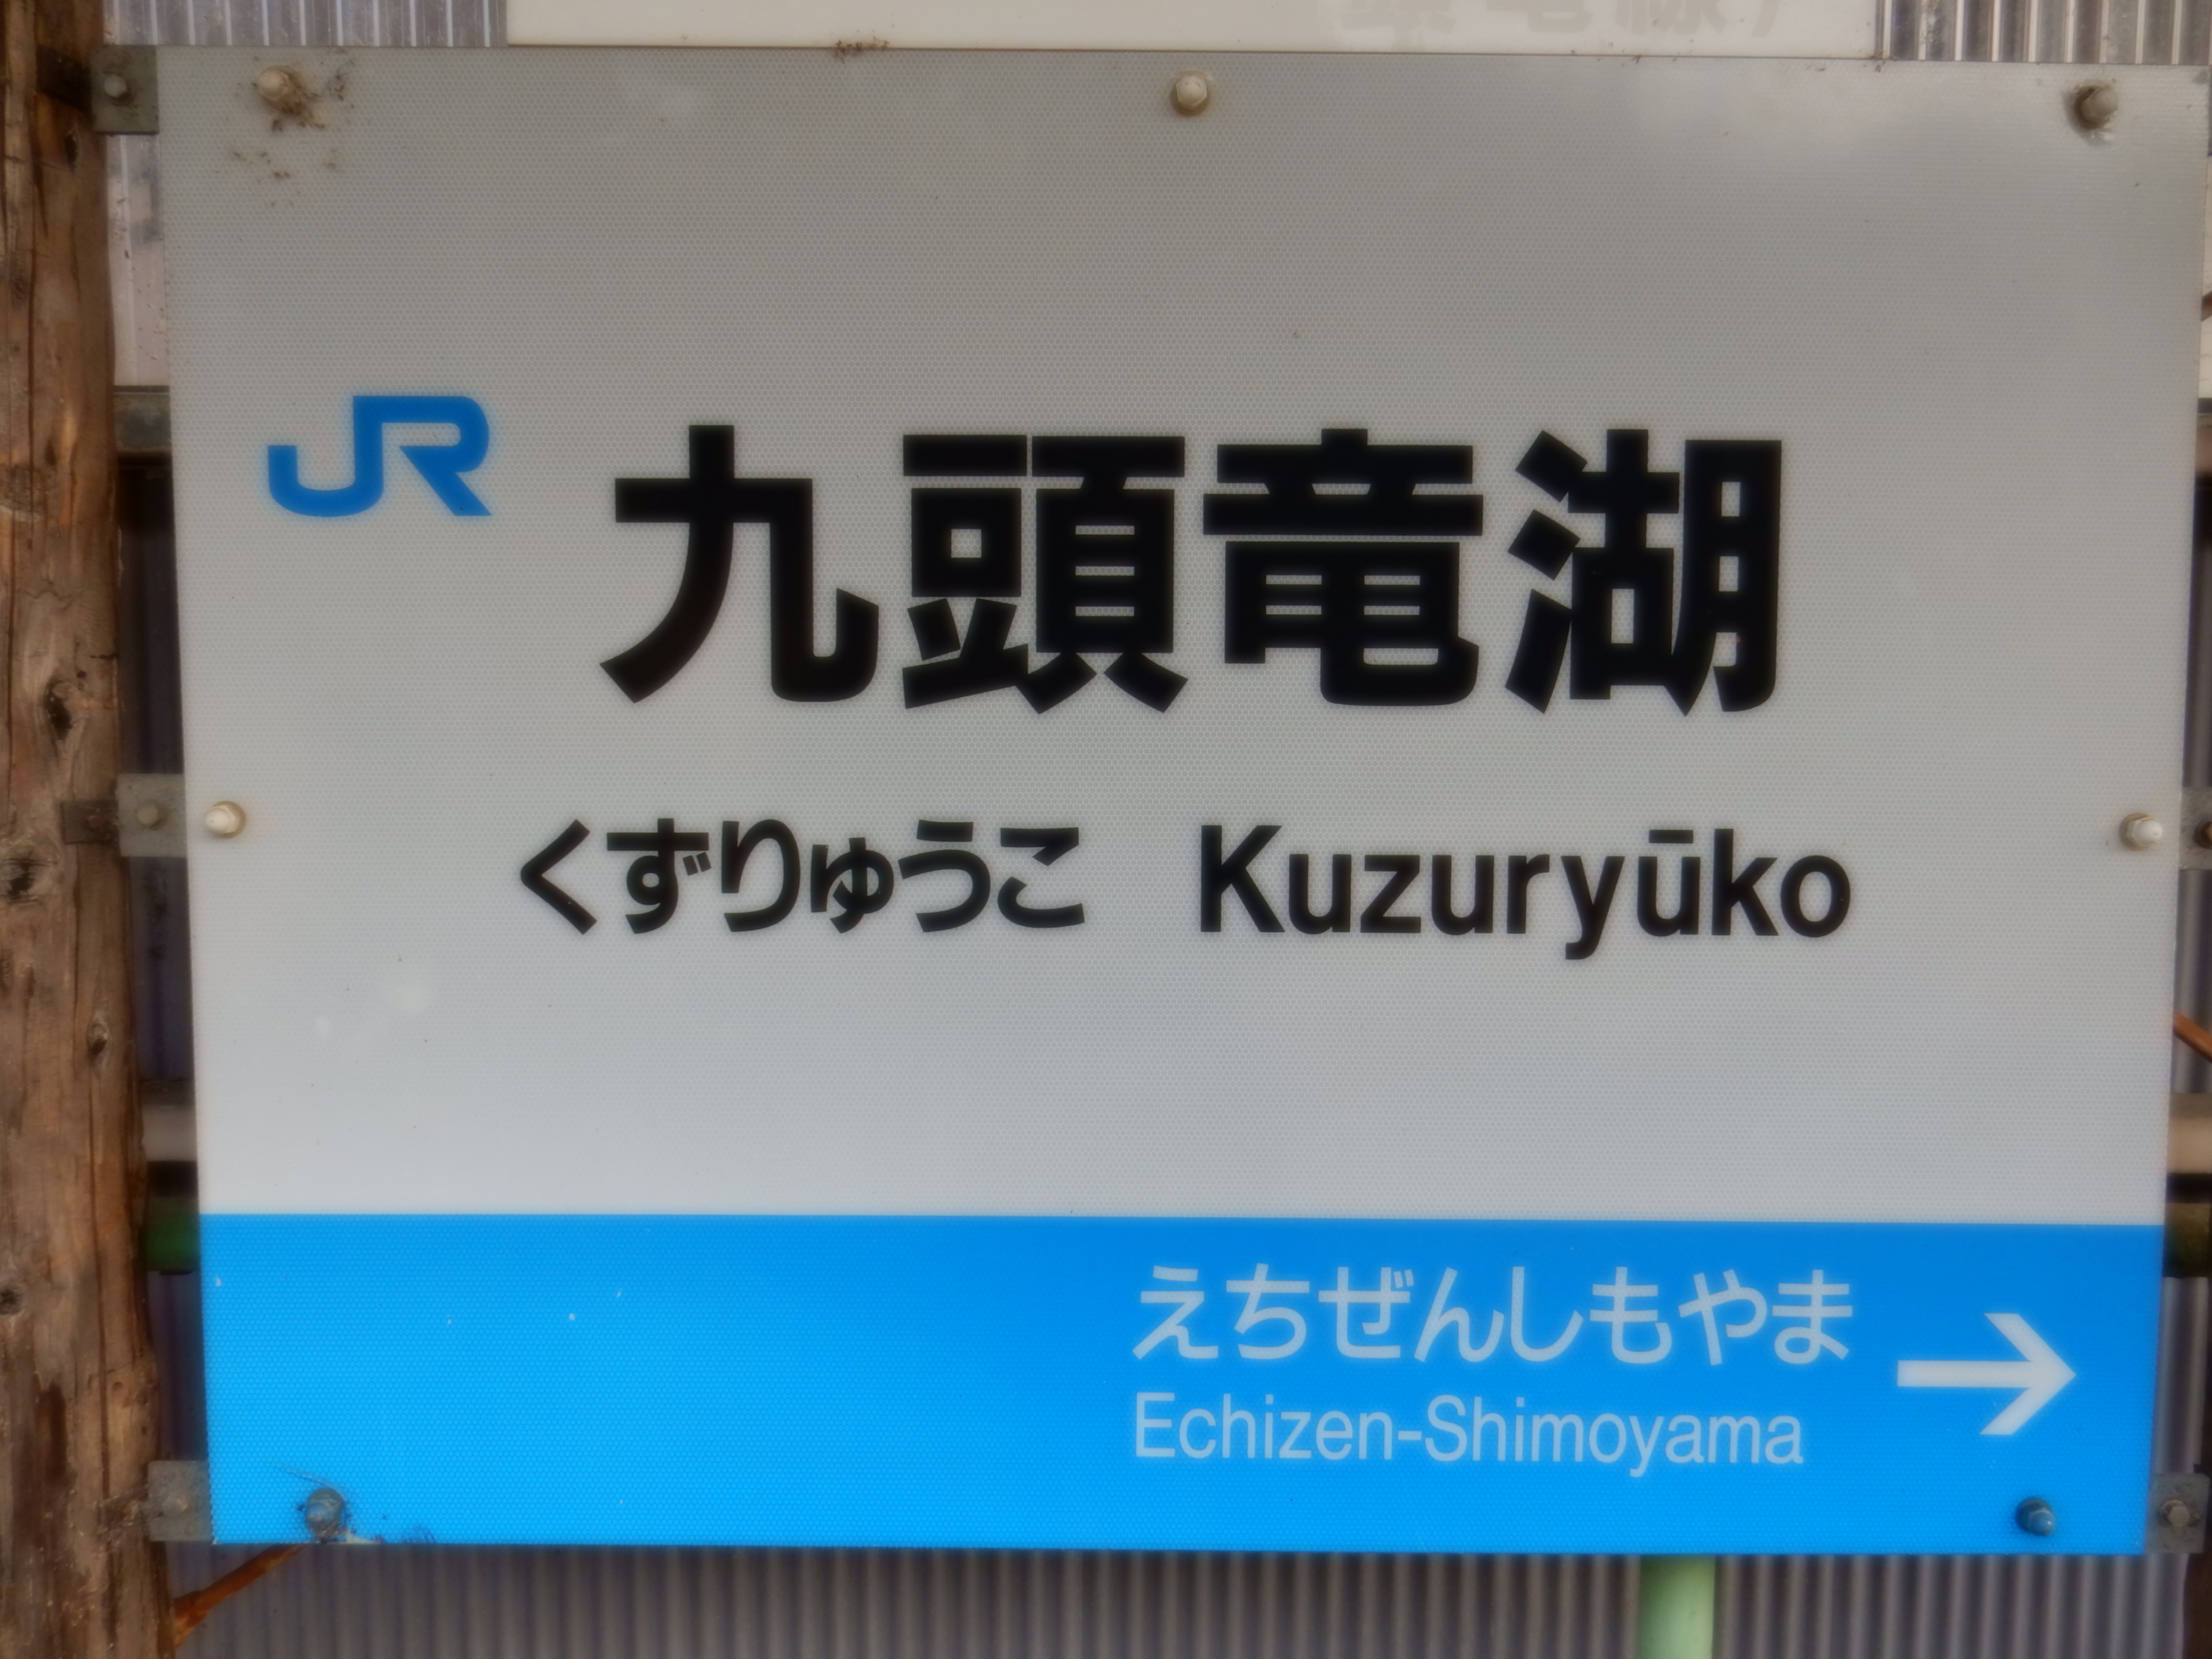 JR
九頭竜湖
くずりゅうこ Kuzuryūko
えちぜんしもやま
Echizen-Shimoyama